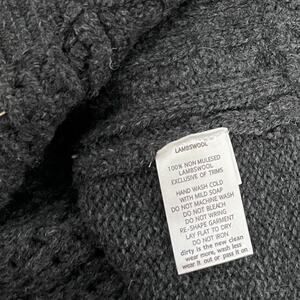 LAMBSWOOL
100% NON MULESED
LAMBSWOOL
EXCLUSIVE OF TRIMS
HAND WASH COLD
WITH MILD SOAP
DO NOT MACHINE WASH
DO NOT BLEACH
DO NOT WRING
RE-SHAPE GARMENT
LAY FLAT TO DRY
DO NOT IRON
dirty is the new clean
wear more, wash less
wear it out or pass it on